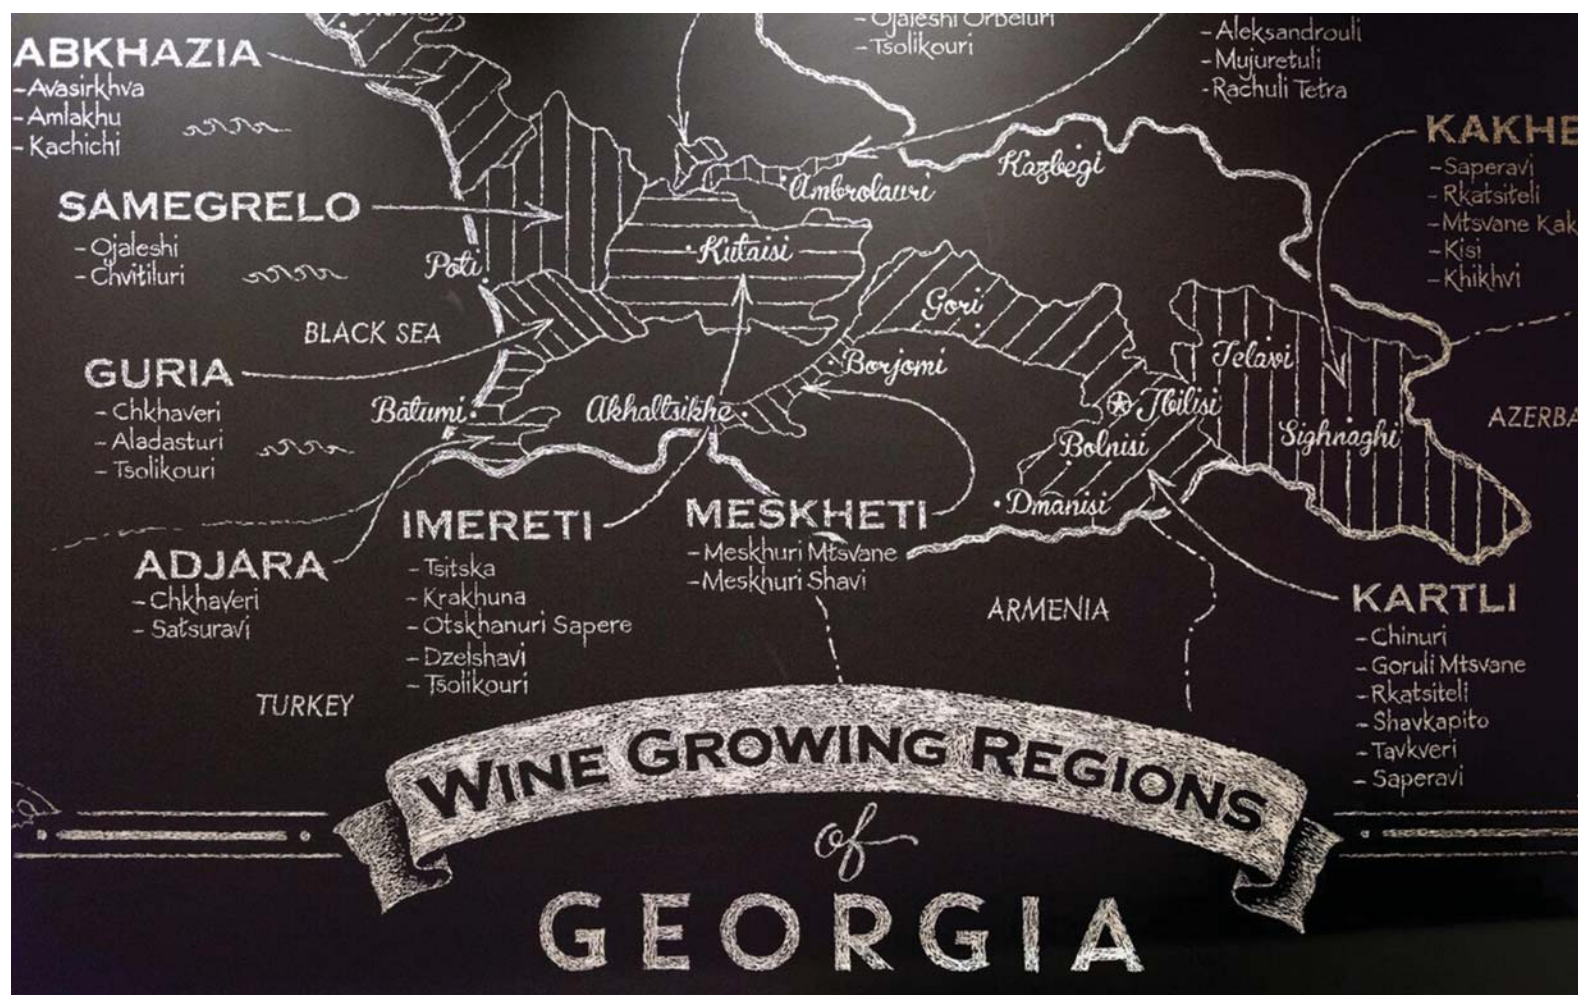 - Ojaleshi Orbeluri
- Tsolikouri
- Aleksandrouli
- Mujuretuli
- Rachuli Tetra
ABKHAZIA
- Avasirkhva
- Amlakhu
- Kachichi
KAKHE
- Saperavi
- Rkatsiteli
- Mtsvane Kak
- Kisi
- Khikhvi
SAMEGRELO
- Ojaleshi
- Chvitiluri
Kazbegi
Ambrolauri
Kutaisi
Poti
Gori
BLACK SEA
GURIA
- Chkhaveri
- Aladasturi
- Tsolikouri
Borjomi
Telavi
Batumi
Akhaltsikhe
Tbilisi
Bolnisi
Sighnaghi
AZERBA
Dmanisi
IMERETI
- Tsitska
- Krakhuna
- Otskhanuri Sapere
- Dzelshavi
- Tsolikouri
MESKHETI
- Meskhuri Mtsvane
- Meskhuri Shavi
ADJARA
- Chkhaveri
- Satsuravi
ARMENIA
KARTLI
- Chinuri
- Goruli Mtsvane
- Rkatsiteli
- Shavkapito
- Tavkveri
- Saperavi
TURKEY
WINE GROWING REGIONS
of
GEORGIA